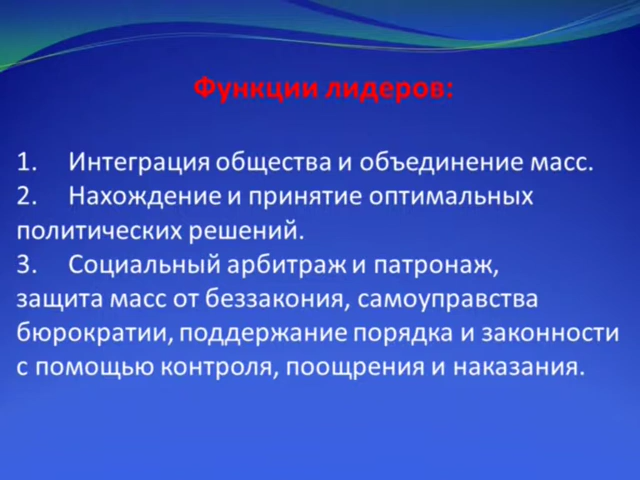 Функции лидеров:
1. Интеграция общества и объединение масс.
2. Нахождение и принятие оптимальных
политических решений.
3. Социальный арбитраж и патронаж,
защита масс от беззакония, самоуправства
бюрократии, поддержание порядка и законности
с помощью контроля, поощрения и наказания.